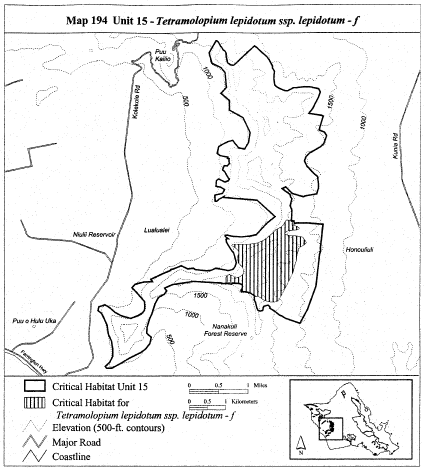 Map 194 Unit 15 - Tetramolopium lepidotum ssp. lepidotum - f
Puu
Kailio
Kolekole Rd
500
1000
1500
1000
Kunia Rd
Niulii Reservoir
Lualualei
Honouliuli
1500
1000
Puu o Hulu Uka
Nanakuli
Forest Reserve
500
Farrington Hwy
Critical Habitat Unit 15
Critical Habitat for
Tetramolopium lepidotum ssp. lepidotum - f
Elevation (500-ft. contours)
Major Road
Coastline
0 0.5 1 Miles
0 0.5 1 Kilometers
N